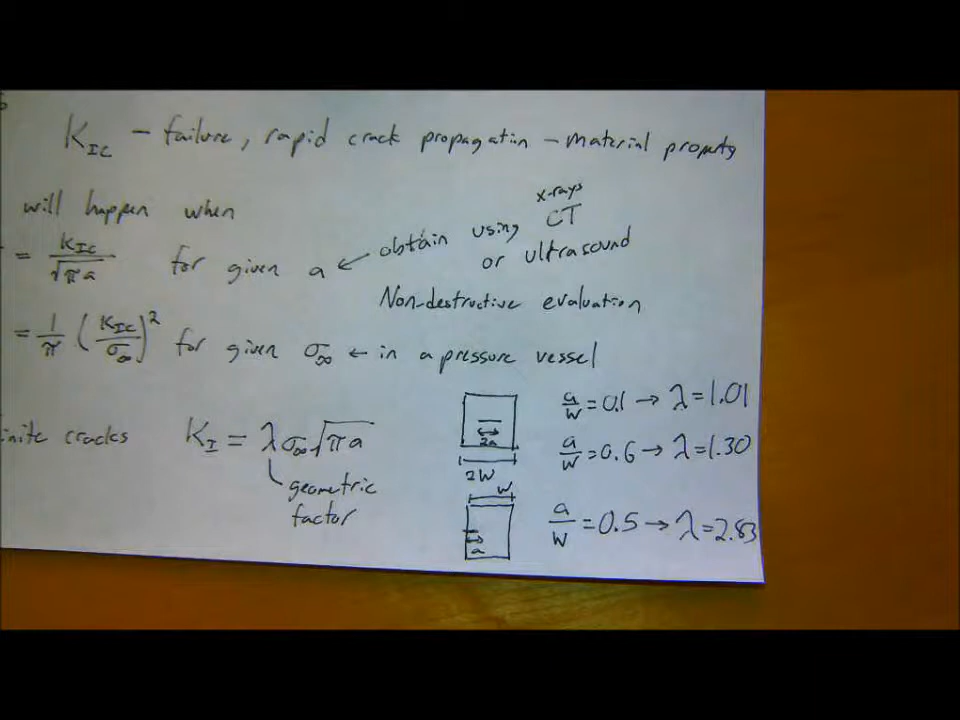 K_IC - failure, rapid crack propagatin - material property
will happen when
= K_IC / √πa for given a ← obtain using x-rays CT or ultrasound
Non-destructive evaluation
= 1/π (K_IC / σ∞)² for given σ∞ ← in a pressure vessel
a/W = 0.1 → λ = 1.01
2a
a/W = 0.6 → λ = 1.30
2W
inite cracks K_I = λσ∞√πa
geometric
factor
W
a
a/W = 0.5 → λ = 2.83